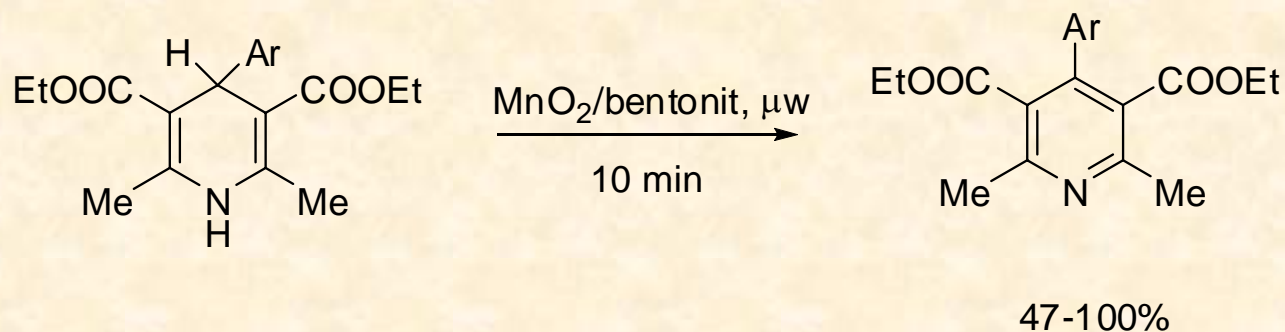 H Ar
EtOOC COOEt
Me N Me
H
MnO2/bentonit, μw
10 min
Ar
EtOOC COOEt
Me N Me
47-100%